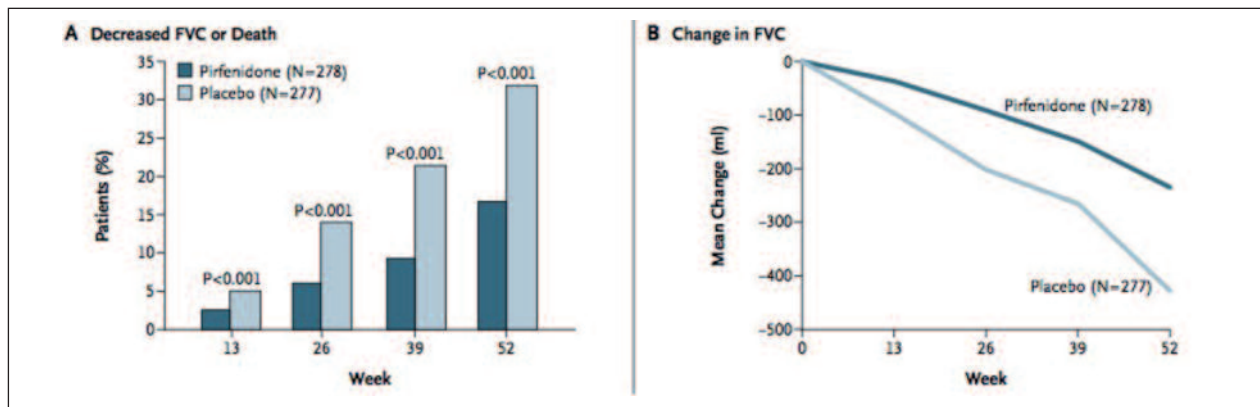 A Decreased FVC or Death
35
30
25
20
15
10
5
0
Patients (%)
Pirfenidone (N=278)
Placebo (N=277)
P<0.001
P<0.001
P<0.001
P<0.001
13 26 39 52
Week
B Change in FVC
0
−100
−200
−300
−400
−500
Mean Change (ml)
Pirfenidone (N=278)
Placebo (N=277)
0 13 26 39 52
Week